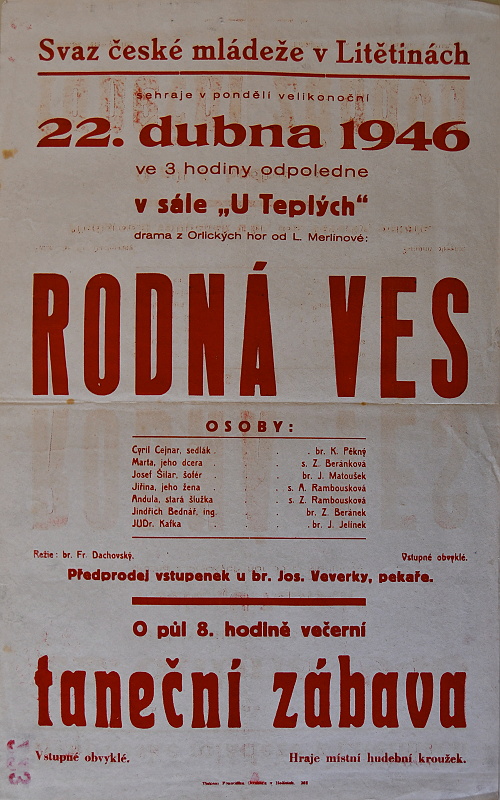 Svaz české mládeže v Litětinách
sehraje v pondělí velikonoční
22. dubna 1946
ve 3 hodiny odpoledne
v sále „U Teplých“
drama z Orlických hor od L. Merlínové:
RODNÁ VES
OSOBY:
Cyril Cejnar, sedlák . . . br. K. Pěkný
Marta, jeho dcera . . . s. Z. Beránková
Josef Šilar, šofér . . . br. J. Matoušek
Jiřina, jeho žena . . . s. A. Rambousková
Andula, stará služka . . s. Z. Rambousková
Jindřich Bednář, ing. . . br. Z. Beránek
JUDr. Kafka . . . br. J. Jelínek
Režie: br. Fr. Dachovský. Vstupné obvyklé.
Předprodej vstupenek u br. Jos. Veverky, pekaře.
O půl 8. hodině večerní
taneční zábava
Vstupné obvyklé. Hraje místní hudební kroužek.